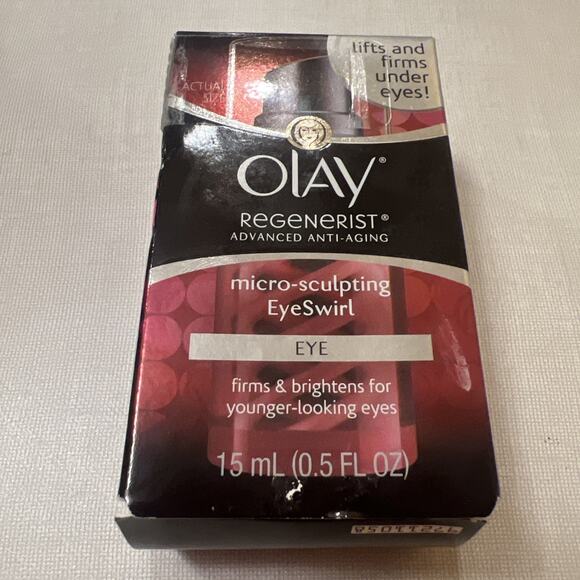 lifts and
firms
under
eyes!
ACTUAL
SIZE
OLAY®
REGENERIST®
ADVANCED ANTI-AGING
micro-sculpting
EyeSwirl
EYE
firms & brightens for
younger-looking eyes
15 mL (0.5 FL OZ)